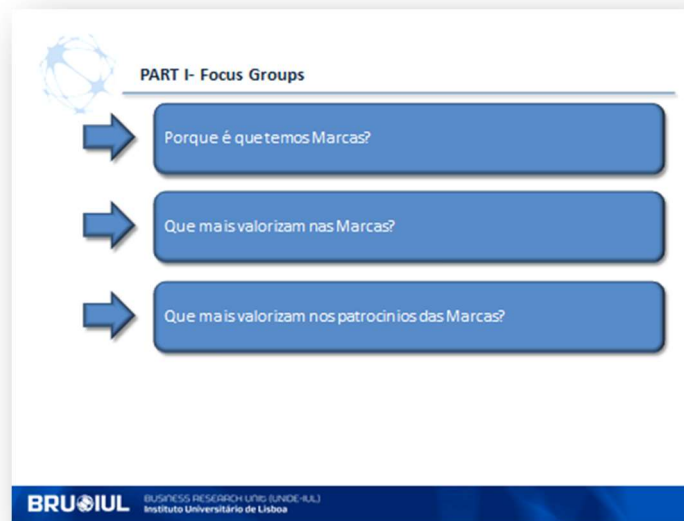 PART I- Focus Groups
Porque é que temos Marcas?
Que mais valorizam nas Marcas?
Que mais valorizam nos patrocinios das Marcas?
BRU IUL
BUSINESS RESEARCH UNIT (UNIDE-IUL)
Instituto Universitário de Lisboa